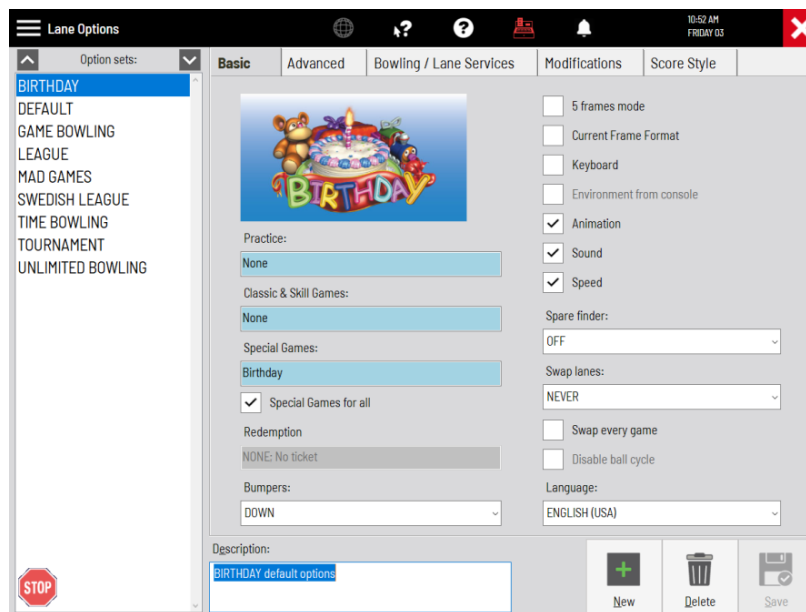 Lane Options
10:52 AM
FRIDAY 03
Option sets:
BIRTHDAY
DEFAULT
GAME BOWLING
LEAGUE
MAD GAMES
SWEDISH LEAGUE
TIME BOWLING
TOURNAMENT
UNLIMITED BOWLING
STOP
Basic
Advanced
Bowling / Lane Services
Modifications
Score Style
BIRTHDAY
Practice:
None
Classic & Skill Games:
None
Special Games:
Birthday
Special Games for all
Redemption
NONE; No ticket
Bumpers:
DOWN
5 frames mode
Current Frame Format
Keyboard
Environment from console
Animation
Sound
Speed
Spare finder:
OFF
Swap lanes:
NEVER
Swap every game
Disable ball cycle
Language:
ENGLISH (USA)
Description:
BIRTHDAY default options
New
Delete
Save